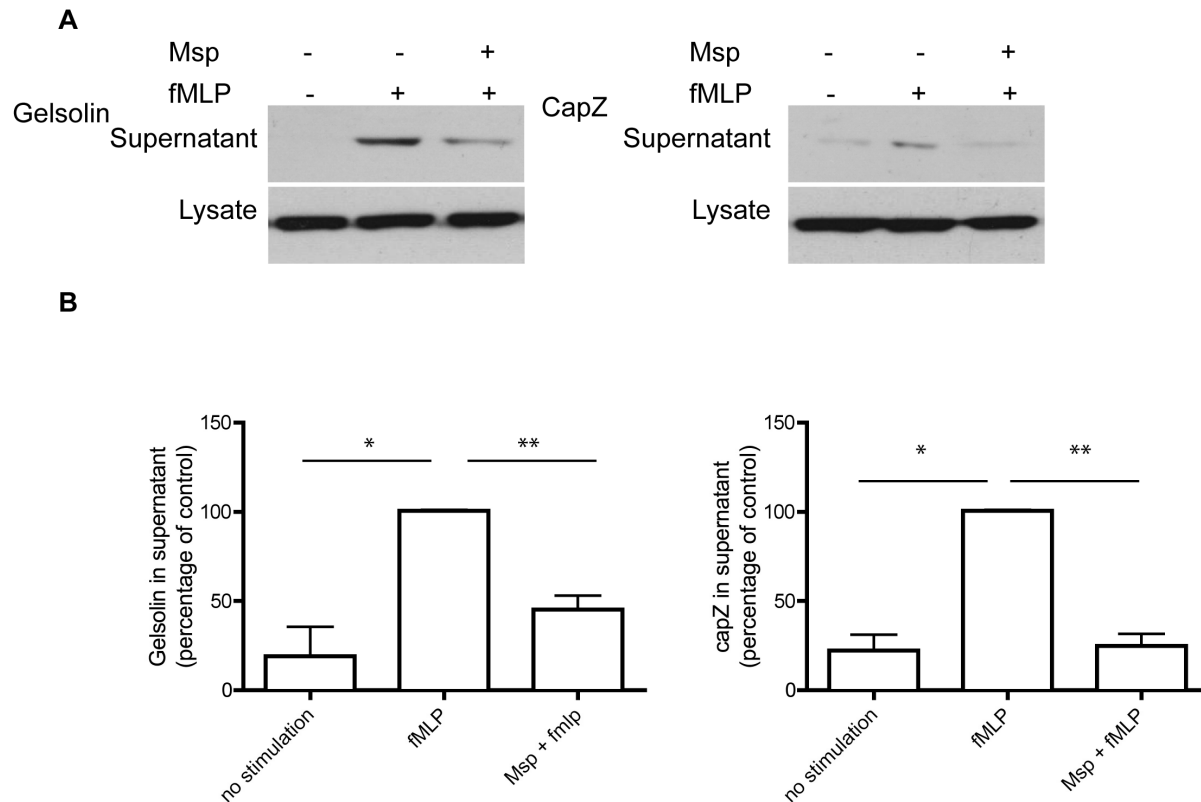 A
Msp - - +
fMLP - + +
Gelsolin
Supernatant
Lysate
Msp - - +
fMLP - + +
CapZ
Supernatant
Lysate
B
Gelsolin in supernatant
(percentage of control)
150
100
50
0
* **
no stimulation
fMLP
Msp + fmlp
capZ in supernatant
(percentage of control)
150
100
50
0
* **
no stimulation
fMLP
Msp + fMLP